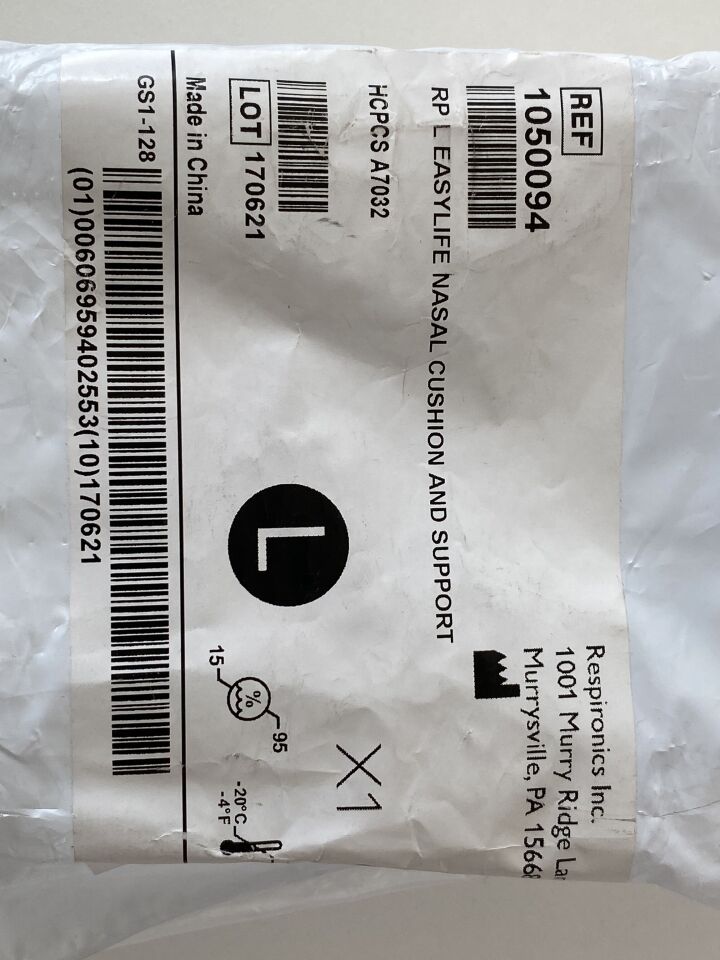 REF
1050094
RP L EASYLIFE NASAL CUSHION AND SUPPORT
HCPCS A7032
LOT 170621
Made in China
Respironics Inc.
1001 Murry Ridge
Murrysville, PA
X1
L
15
%
95
-20°C
-4°F
GS1-128
(01)00606959402553(10)170621